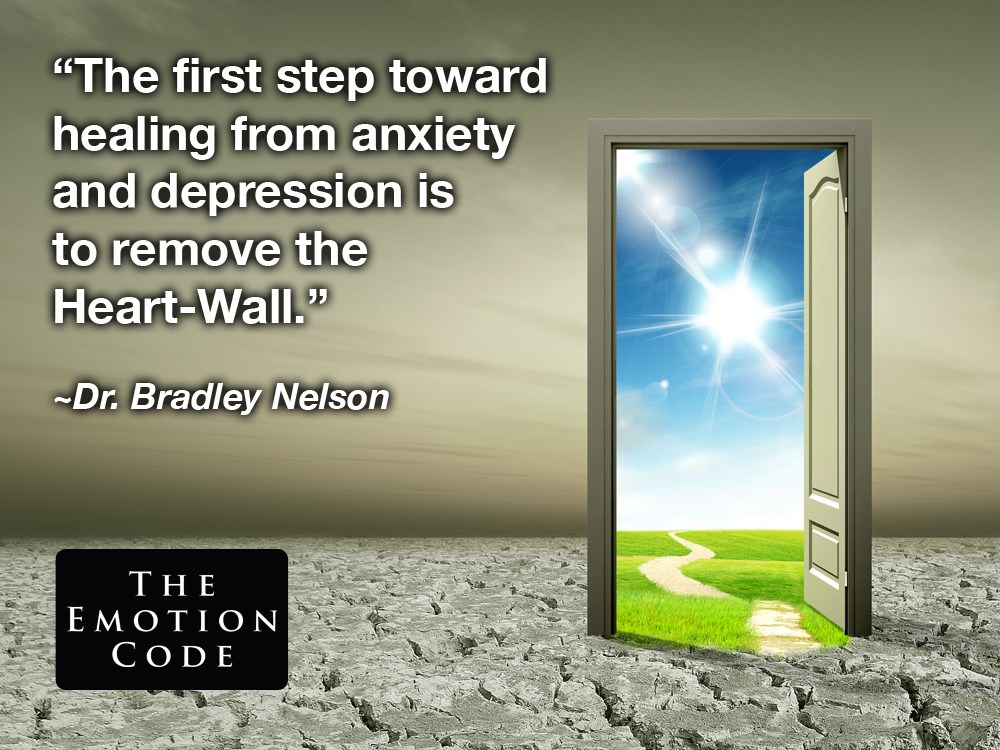 “The first step toward
healing from anxiety
and depression is
to remove the
Heart-Wall.”
~Dr. Bradley Nelson
THE
EMOTION
CODE